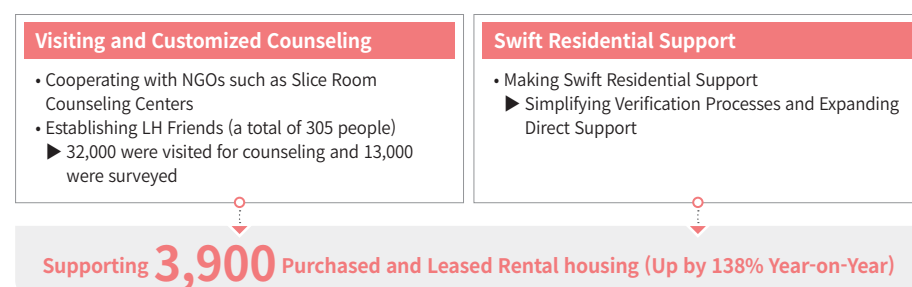 Visiting and Customized Counseling
• Cooperating with NGOs such as Slice Room
Counseling Centers
• Establishing LH Friends (a total of 305 people)
▶ 32,000 were visited for counseling and 13,000
were surveyed
Swift Residential Support
• Making Swift Residential Support
▶ Simplifying Verification Processes and Expanding
Direct Support
Supporting 3,900 Purchased and Leased Rental housing (Up by 138% Year-on-Year)